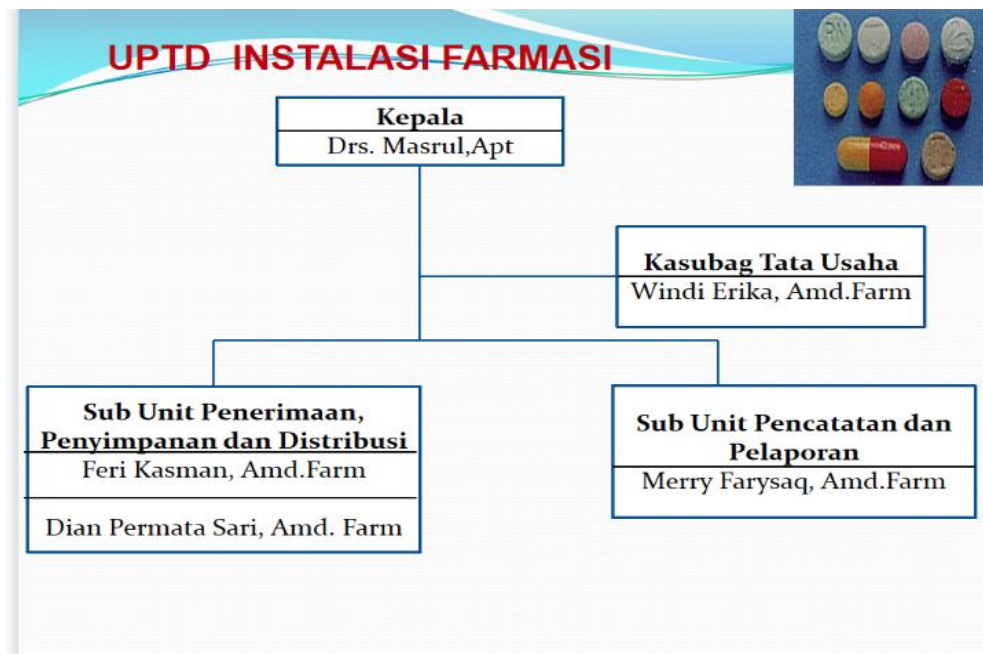 UPTD INSTALASI FARMASI
Kepala
Drs. Masrul,Apt
Kasubag Tata Usaha
Windi Erika, Amd.Farm
Sub Unit Penerimaan,
Penyimpanan dan Distribusi
Feri Kasman, Amd.Farm
Dian Permata Sari, Amd. Farm
Sub Unit Pencatatan dan
Pelaporan
Merry Farysaq, Amd.Farm